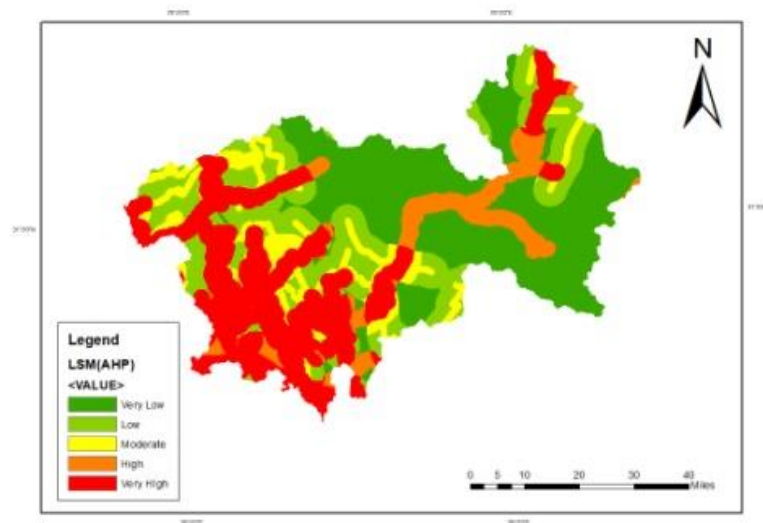 N
Legend
LSM(AHP)
<VALUE>
Very Low
Low
Moderate
High
Very High
0 5 10 20 30 40
Miles